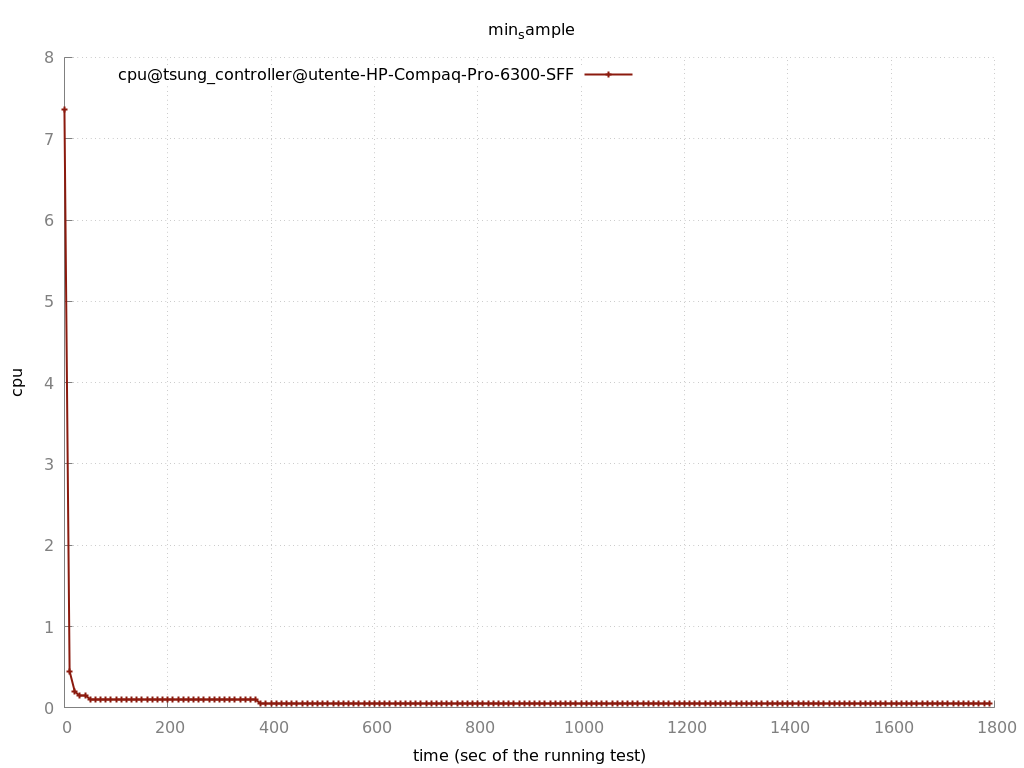 min_sample
cpu@tsung_controller@utente-HP-Compaq-Pro-6300-SFF
8
7
6
5
4
3
2
1
0
cpu
0 200 400 600 800 1000 1200 1400 1600 1800
time (sec of the running test)